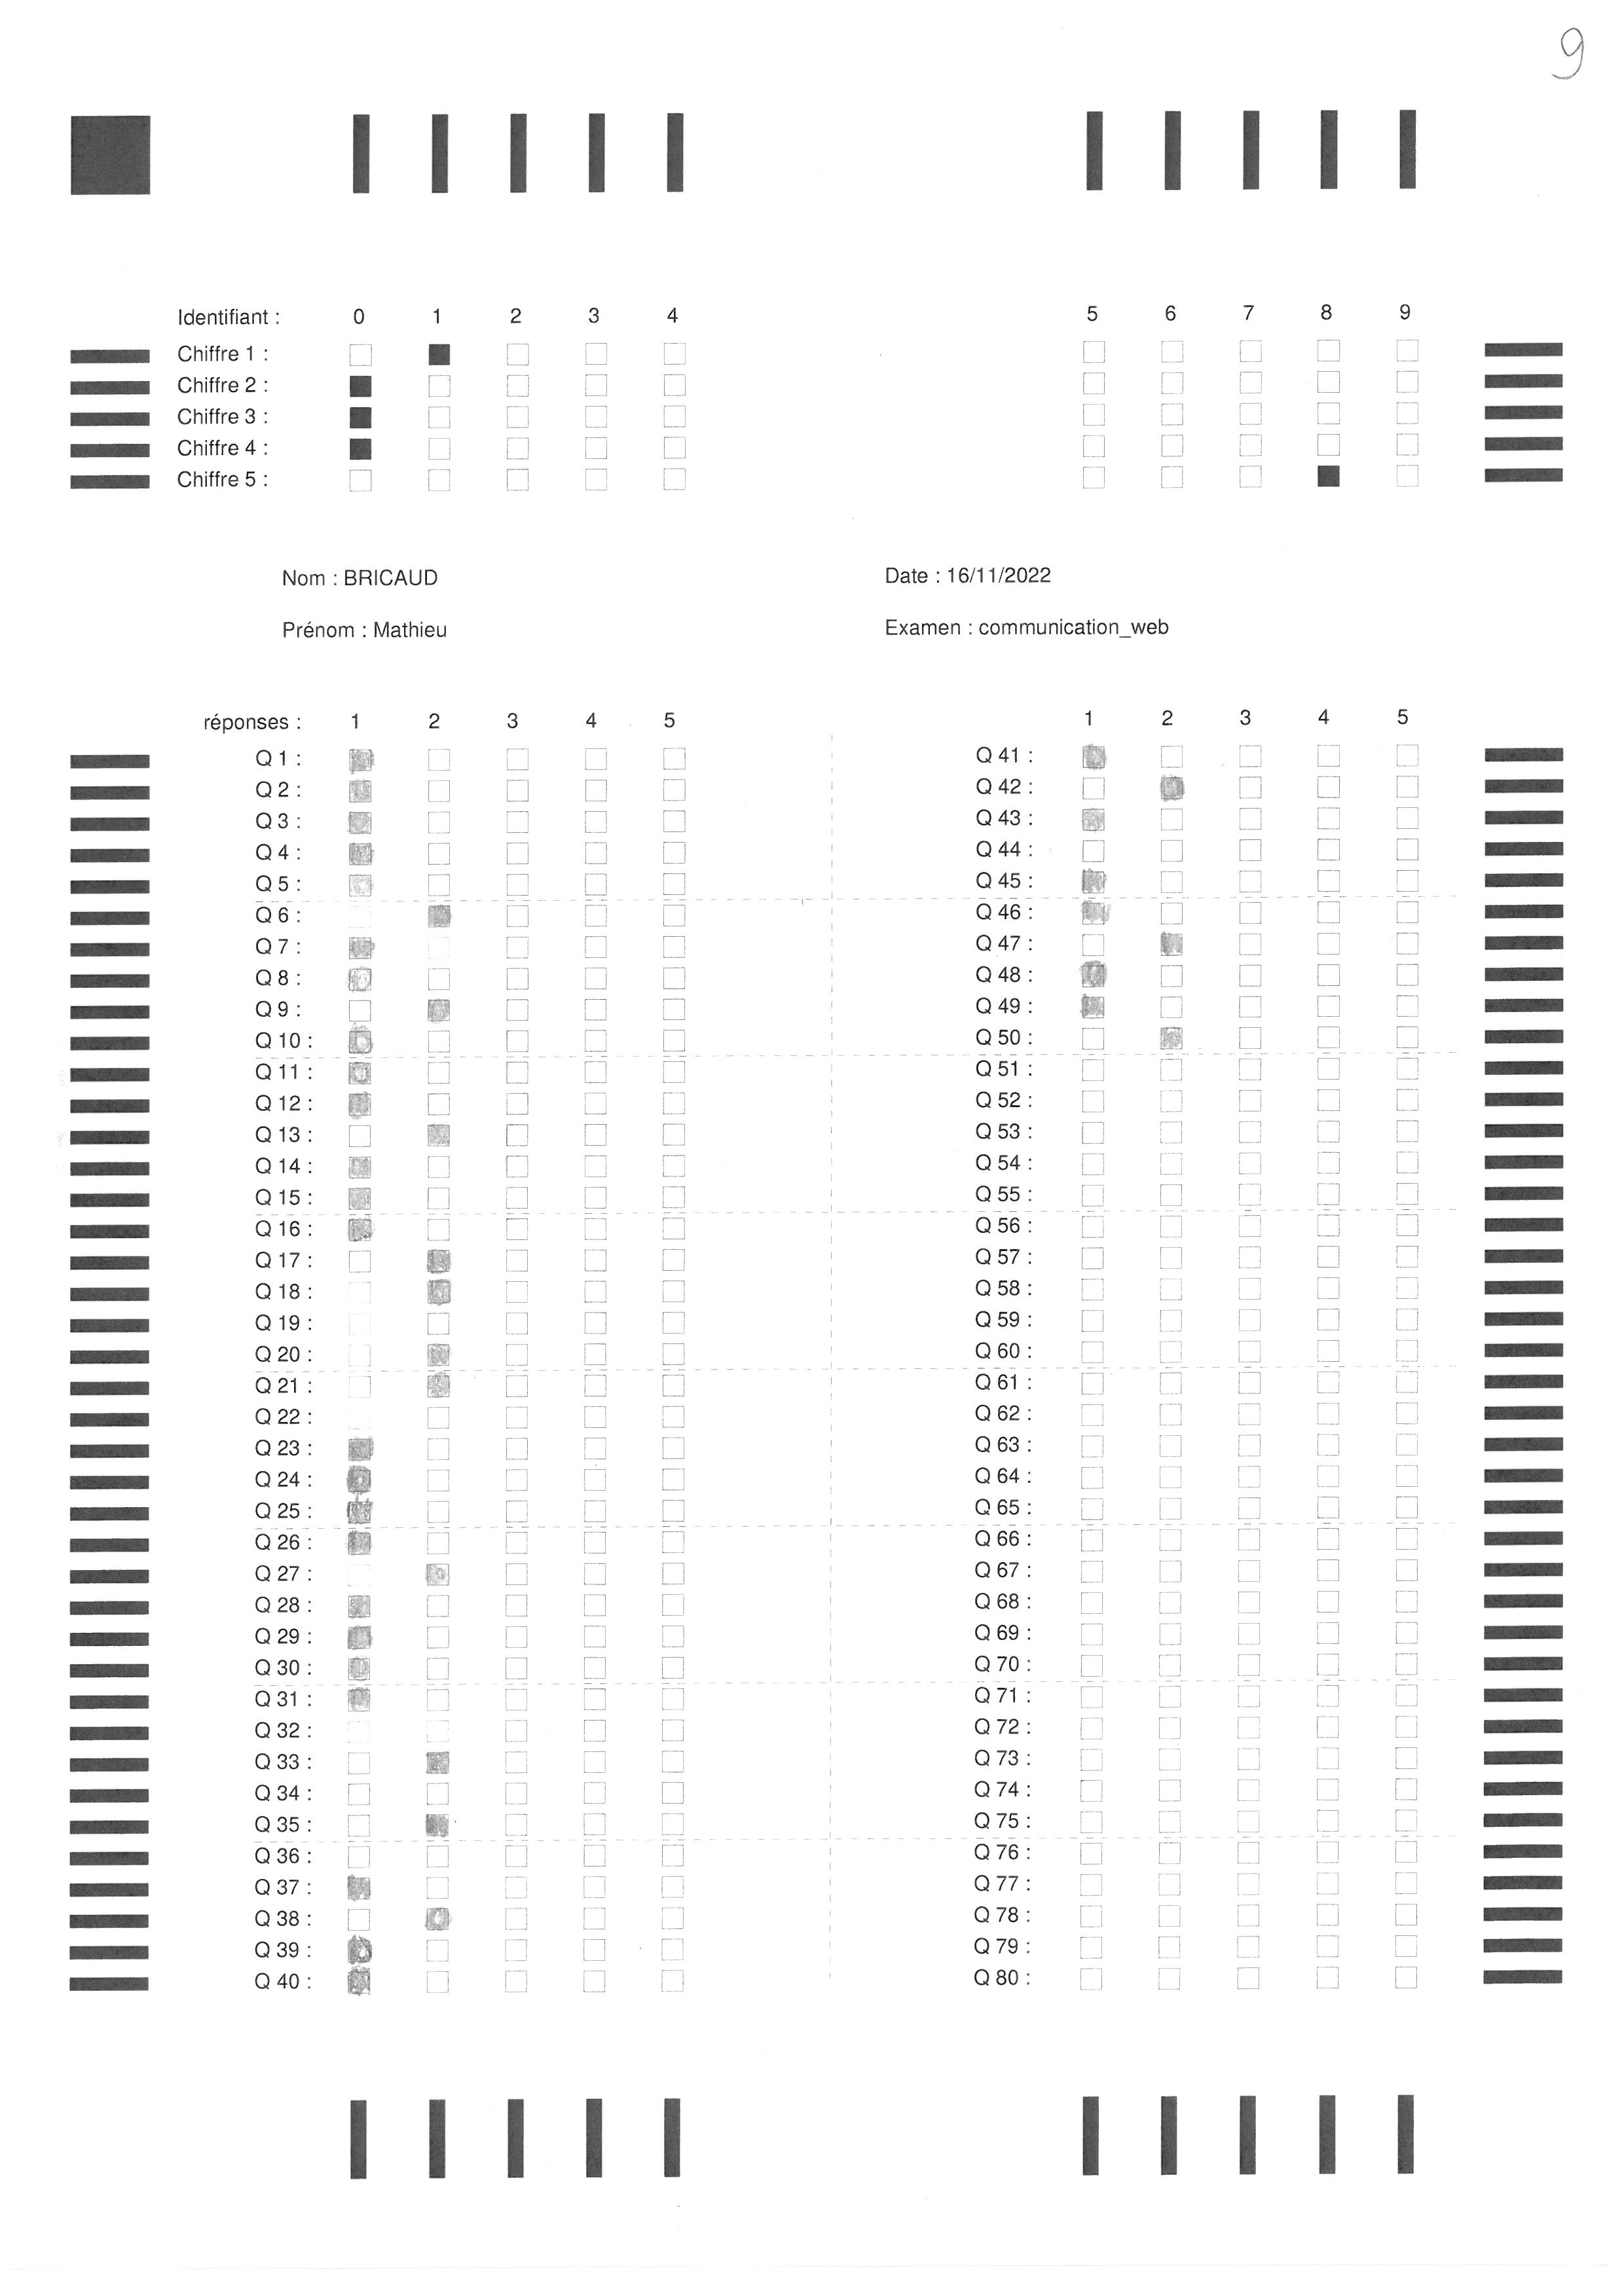 9
Identifiant : 0 1 2 3 4 5 6 7 8 9
Chiffre 1 :
Chiffre 2 :
Chiffre 3 :
Chiffre 4 :
Chiffre 5 :
Nom : BRICAUD Date : 16/11/2022
Prénom : Mathieu Examen : communication_web
réponses : 1 2 3 4 5 1 2 3 4 5
Q 1 : Q 41 :
Q 2 : Q 42 :
Q 3 : Q 43 :
Q 4 : Q 44 :
Q 5 : Q 45 :
Q 6 : Q 46 :
Q 7 : Q 47 :
Q 8 : Q 48 :
Q 9 : Q 49 :
Q 10 : Q 50 :
Q 11 : Q 51 :
Q 12 : Q 52 :
Q 13 : Q 53 :
Q 14 : Q 54 :
Q 15 : Q 55 :
Q 16 : Q 56 :
Q 17 : Q 57 :
Q 18 : Q 58 :
Q 19 : Q 59 :
Q 20 : Q 60 :
Q 21 : Q 61 :
Q 22 : Q 62 :
Q 23 : Q 63 :
Q 24 : Q 64 :
Q 25 : Q 65 :
Q 26 : Q 66 :
Q 27 : Q 67 :
Q 28 : Q 68 :
Q 29 : Q 69 :
Q 30 : Q 70 :
Q 31 : Q 71 :
Q 32 : Q 72 :
Q 33 : Q 73 :
Q 34 : Q 74 :
Q 35 : Q 75 :
Q 36 : Q 76 :
Q 37 : Q 77 :
Q 38 : Q 78 :
Q 39 : Q 79 :
Q 40 : Q 80 :